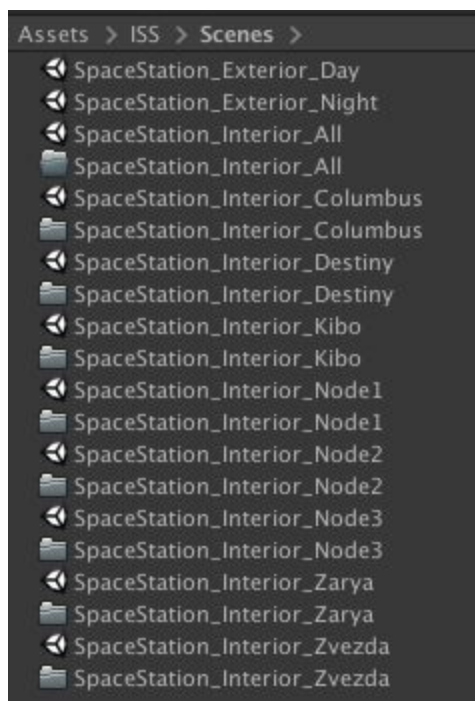 Assets > ISS > Scenes >
SpaceStation_Exterior_Day
SpaceStation_Exterior_Night
SpaceStation_Interior_All
SpaceStation_Interior_All
SpaceStation_Interior_Columbus
SpaceStation_Interior_Columbus
SpaceStation_Interior_Destiny
SpaceStation_Interior_Destiny
SpaceStation_Interior_Kibo
SpaceStation_Interior_Kibo
SpaceStation_Interior_Node1
SpaceStation_Interior_Node1
SpaceStation_Interior_Node2
SpaceStation_Interior_Node2
SpaceStation_Interior_Node3
SpaceStation_Interior_Node3
SpaceStation_Interior_Zarya
SpaceStation_Interior_Zarya
SpaceStation_Interior_Zvezda
SpaceStation_Interior_Zvezda